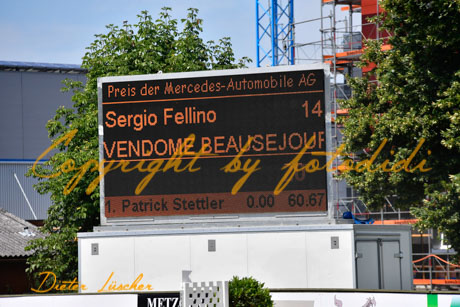 Preis der Mercedes-Automobile AG
Sergio Fellino 14
VENDOME BEAUSEJOUR
Copyright by fotodidi
0
1. Patrick Stettler 0.00 60.67
Dieter Lüscher
METZ